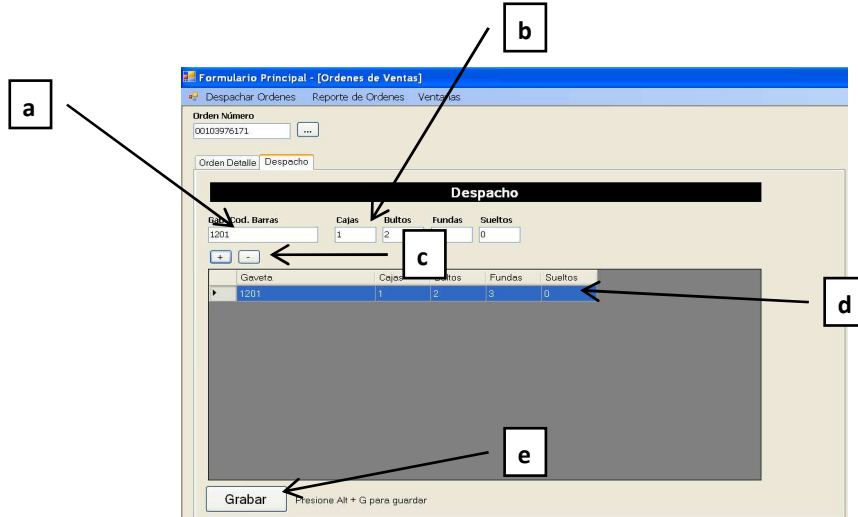 b
Formulario Principal - [Ordenes de Ventas]
a
Despachar Ordenes Reporte de Ordenes Ventanas
Orden Número
00103976171 ...
Orden Detalle Despacho
Despacho
Cod. Barras Cajas Bultos Fundas Sueltos
1201 1 2 0
+ - c
Gaveta Cajas Fundas Sueltos
1201 1 2 3 0
d
e
Grabar Presione Alt + G para guardar